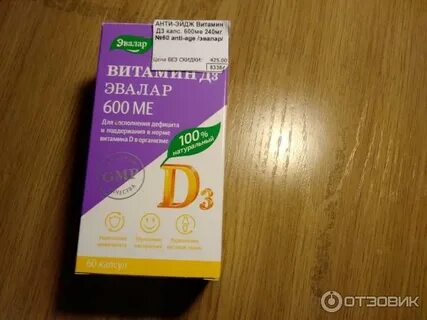 АНТИ-ЭЙДЖ Витамин
Д3 капс. 600ме 240мг
№60 anti-age /эвалар/
Цена БЕЗ СКИДКИ: 425.00
Эвалар
ВИТАМИН Д3
ЭВАЛАР
600 МЕ
Для восполнения дефицита
и поддержания в норме
витамина D в организме
100%
натуральный
GMP
КАЧЕСТВА
D3
60 капсул
ОТЗОВИК